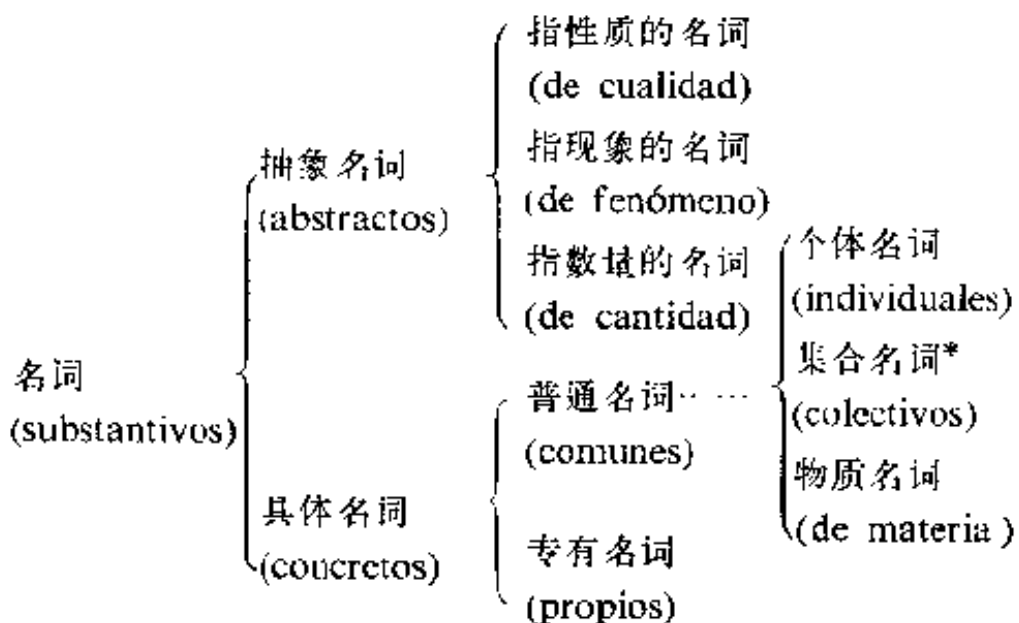 指性质的名词
(de cualidad)
抽象名词
(abstractos)
指现象的名词
(de fenómeno)
指数量的名词
(de cantidad)
个体名词
(individuales)
名词
(substantivos)
普通名词·· ···
(comunes)
集合名词*
(colectivos)
具体名词
(coucretos)
专有名词
(propios)
物质名词
(de materia)